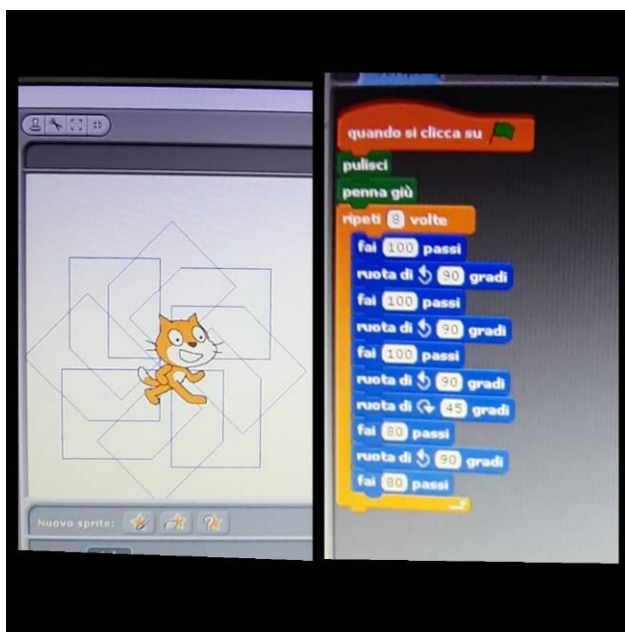 Nuovo sprite:
quando si clicca su
pulisci
penna giù
ripeti 8 volte
fai 100 passi
ruota di 90 gradi
fai 100 passi
ruota di 90 gradi
fai 100 passi
ruota di 90 gradi
ruota di 45 gradi
fai 80 passi
ruota di 90 gradi
fai 80 passi